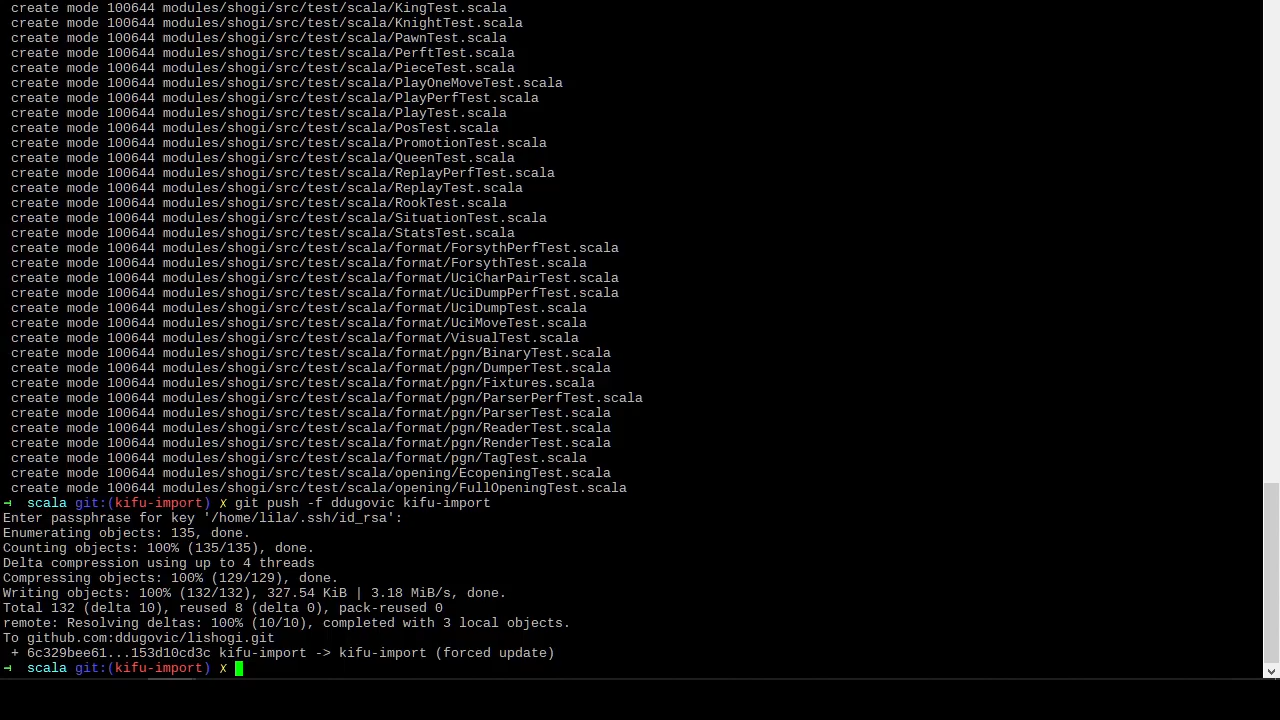 create mode 100644 modules/shogi/src/test/scala/KingTest.scala
create mode 100644 modules/shogi/src/test/scala/KnightTest.scala
create mode 100644 modules/shogi/src/test/scala/PawnTest.scala
create mode 100644 modules/shogi/src/test/scala/PerftTest.scala
create mode 100644 modules/shogi/src/test/scala/PieceTest.scala
create mode 100644 modules/shogi/src/test/scala/PlayOneMoveTest.scala
create mode 100644 modules/shogi/src/test/scala/PlayPerfTest.scala
create mode 100644 modules/shogi/src/test/scala/PlayTest.scala
create mode 100644 modules/shogi/src/test/scala/PosTest.scala
create mode 100644 modules/shogi/src/test/scala/PromotionTest.scala
create mode 100644 modules/shogi/src/test/scala/QueenTest.scala
create mode 100644 modules/shogi/src/test/scala/ReplayPerfTest.scala
create mode 100644 modules/shogi/src/test/scala/ReplayTest.scala
create mode 100644 modules/shogi/src/test/scala/RookTest.scala
create mode 100644 modules/shogi/src/test/scala/SituationTest.scala
create mode 100644 modules/shogi/src/test/scala/StatsTest.scala
create mode 100644 modules/shogi/src/test/scala/format/ForsythPerfTest.scala
create mode 100644 modules/shogi/src/test/scala/format/ForsythTest.scala
create mode 100644 modules/shogi/src/test/scala/format/UciCharPairTest.scala
create mode 100644 modules/shogi/src/test/scala/format/UciDumpPerfTest.scala
create mode 100644 modules/shogi/src/test/scala/format/UciDumpTest.scala
create mode 100644 modules/shogi/src/test/scala/format/UciMoveTest.scala
create mode 100644 modules/shogi/src/test/scala/format/VisualTest.scala
create mode 100644 modules/shogi/src/test/scala/format/pgn/BinaryTest.scala
create mode 100644 modules/shogi/src/test/scala/format/pgn/DumperTest.scala
create mode 100644 modules/shogi/src/test/scala/format/pgn/Fixtures.scala
create mode 100644 modules/shogi/src/test/scala/format/pgn/ParserPerfTest.scala
create mode 100644 modules/shogi/src/test/scala/format/pgn/ParserTest.scala
create mode 100644 modules/shogi/src/test/scala/format/pgn/ReaderTest.scala
create mode 100644 modules/shogi/src/test/scala/format/pgn/RenderTest.scala
create mode 100644 modules/shogi/src/test/scala/format/pgn/TagTest.scala
create mode 100644 modules/shogi/src/test/scala/opening/EcopeningTest.scala
create mode 100644 modules/shogi/src/test/scala/opening/FullOpeningTest.scala
⊣ scala git:(kifu-import) ✗ git push -f ddugovic kifu-import
Enter passphrase for key '/home/lila/.ssh/id_rsa':
Enumerating objects: 135, done.
Counting objects: 100% (135/135), done.
Delta compression using up to 4 threads
Compressing objects: 100% (129/129), done.
Writing objects: 100% (132/132), 327.54 KiB | 3.18 MiB/s, done.
Total 132 (delta 10), reused 8 (delta 0), pack-reused 0
remote: Resolving deltas: 100% (10/10), completed with 3 local objects.
To github.com:ddugovic/lishogi.git
+ 6c329bee61...153d10cd3c kifu-import -> kifu-import (forced update)
⊣ scala git:(kifu-import) ✗